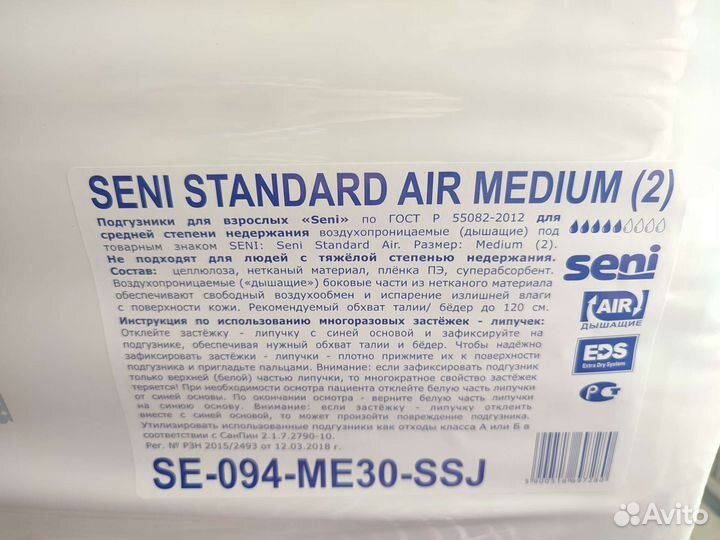 SENI STANDARD AIR MEDIUM (2)
Подгузники для взрослых «Seni» по ГОСТ Р 55082-2012 для
средней степени недержания воздухопроницаемые (дышащие) под
товарным знаком SENI: Seni Standard Air. Размер: Medium (2).
Не подходят для людей с тяжёлой степенью недержания.
Состав: целлюлоза, нетканый материал, плёнка ПЭ, суперабсорбент.
Воздухопроницаемые («дышащие») боковые части из нетканого материала
обеспечивают свободный воздухообмен и испарение излишней влаги
с поверхности кожи. Рекомендуемый обхват талии/ бёдер до 120 см.
Инструкция по использованию многоразовых застёжек - липучек:
Отклейте застёжку - липучку с синей основой и зафиксируйте на
подгузнике, обеспечивая нужный обхват талии и бёдер. Чтобы надёжно
зафиксировать застёжки - липучки - плотно прижмите их к поверхности
подгузника и пригладьте пальцами. Внимание: если зафиксировать подгузник
только верхней (белой) частью липучки, то многократное свойство застёжек
теряется! При необходимости осмотра пациента отклейте белую часть липучки
от синей основы. По окончании осмотра - верните белую часть липучки
на синюю основу. Внимание: если застёжку - липучку отклеить
вместе с синей основой, то может произойти повреждение подгузника.
Утилизировать использованные подгузники как отходы класса А или Б в
соответствии с СанПин 2.1.7.2790-10.
Рег. № РЗН 2015/2493 от 12.03.2018 г.
SE-094-ME30-SSJ
seni
AIR
ДЫШАЩИЕ
EDS
Extra Dry System
РСТ
Avito